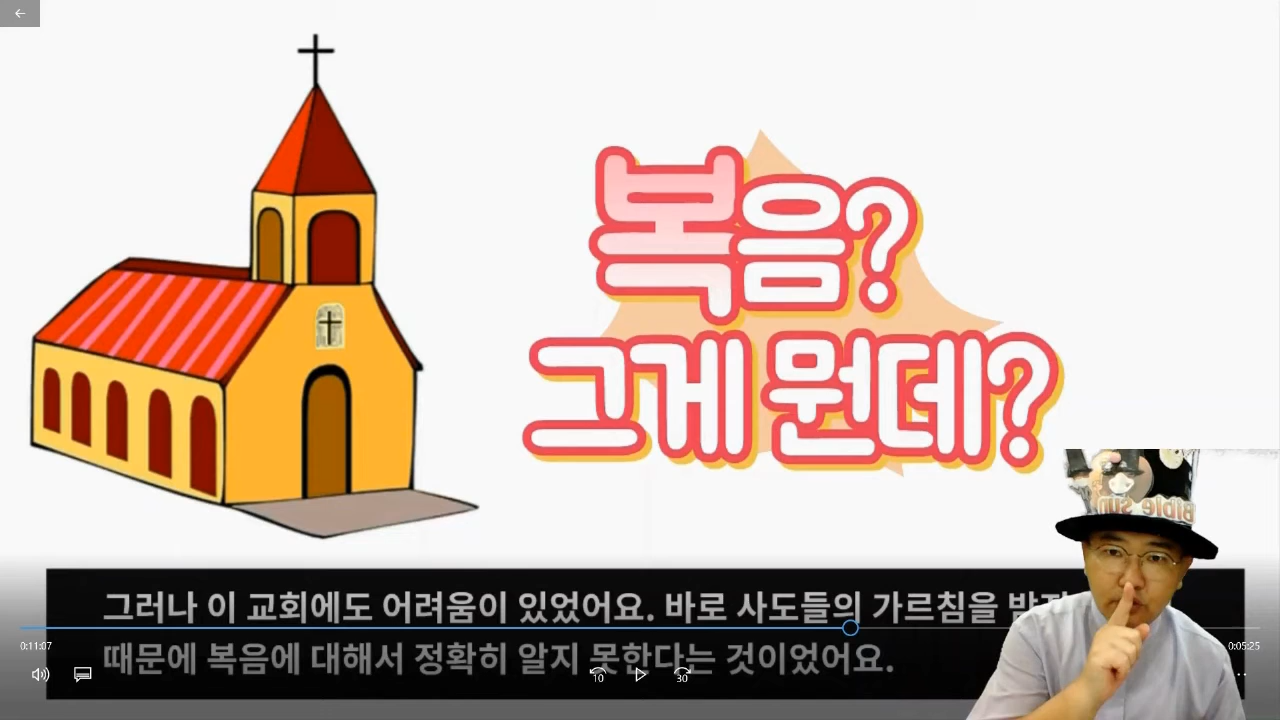 복음?
그게 뭔데?
Bible sun
그러나 이 교회에도 어려움이 있었어요. 바로 사도들의 가르침을
때문에 복음에 대해서 정확히 알지 못한다는 것이었어요.
0:11:07
0:05:25
10
30